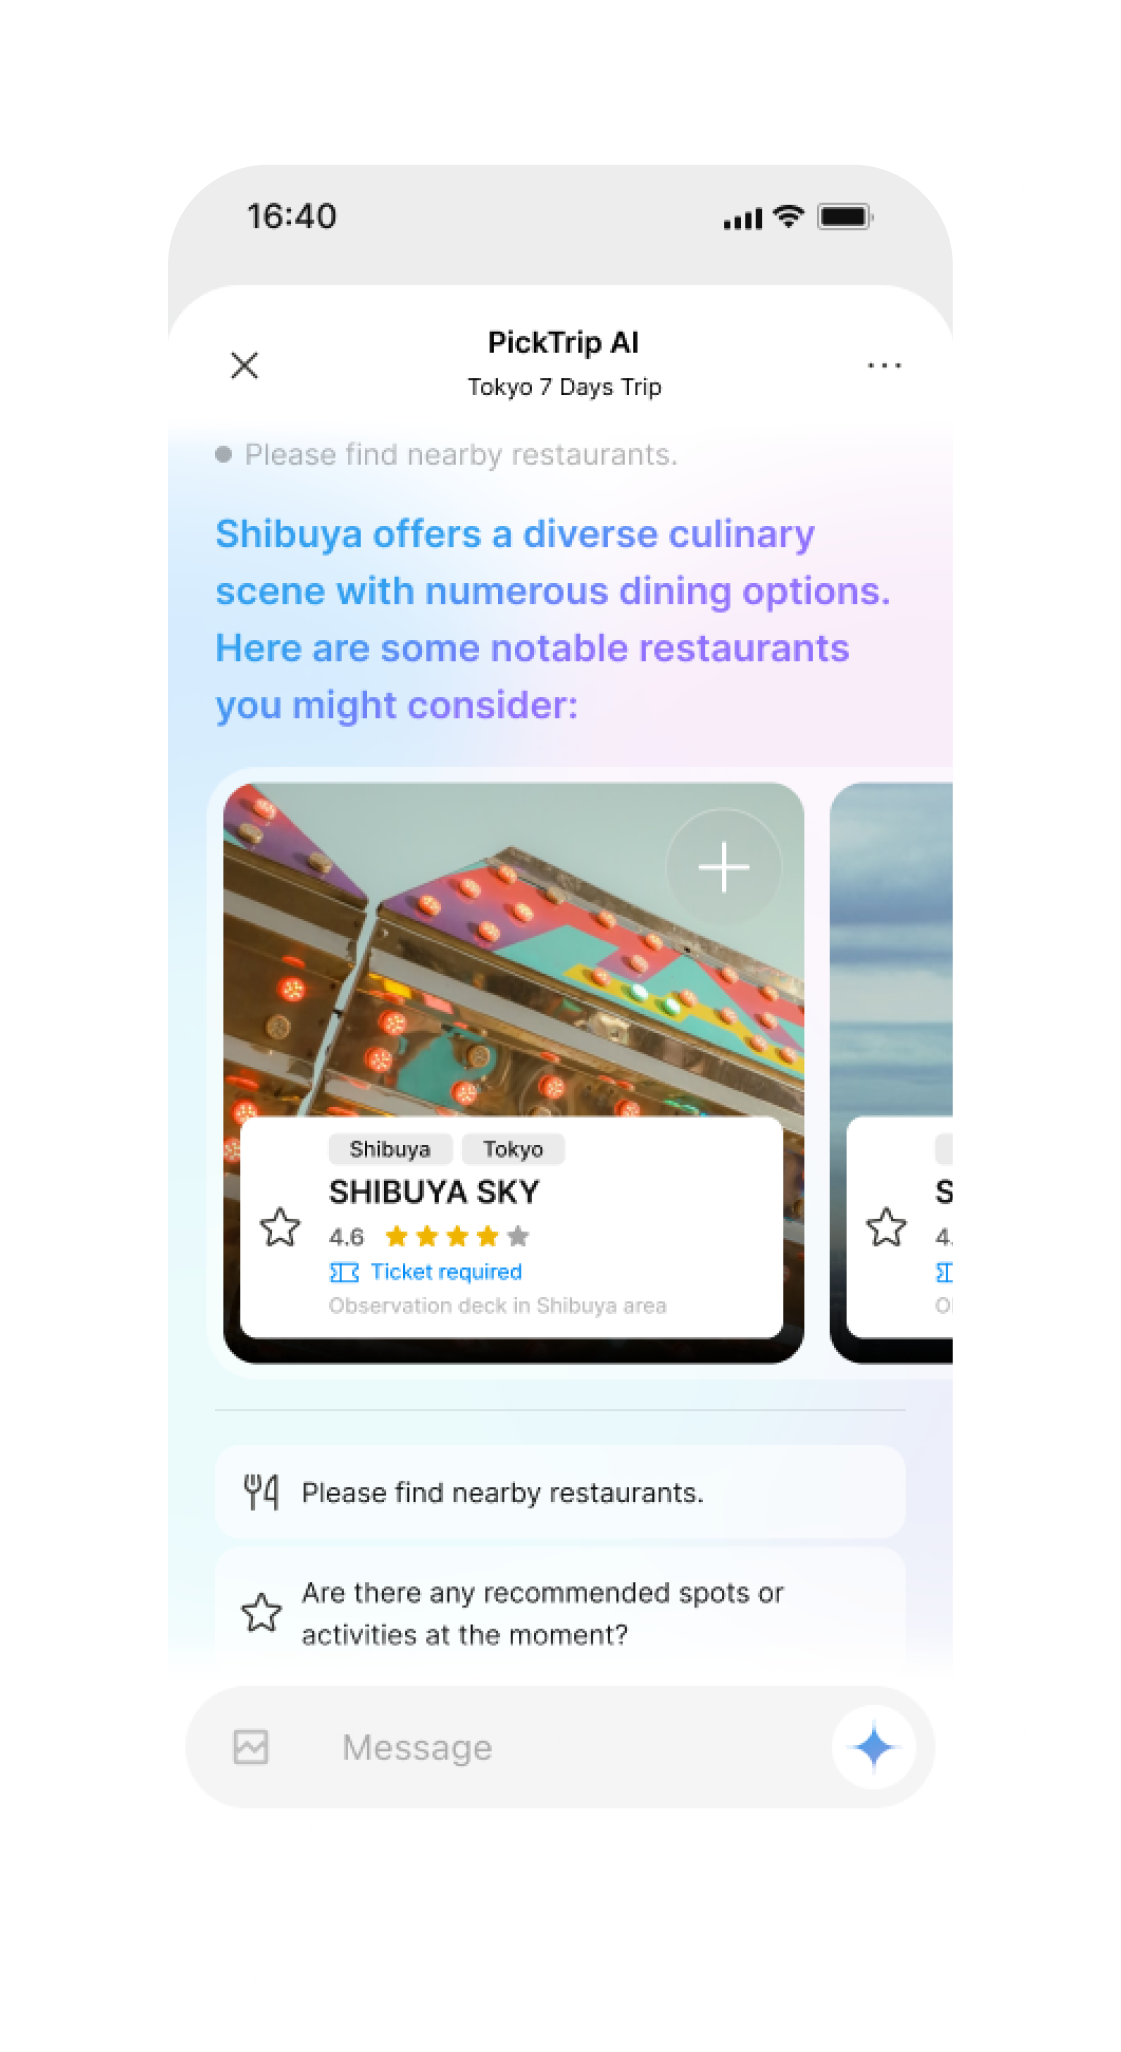 16:40
PickTrip AI
Tokyo 7 Days Trip
Please find nearby restaurants.
Shibuya offers a diverse culinary
scene with numerous dining options.
Here are some notable restaurants
you might consider:
Shibuya Tokyo
SHIBUYA SKY
4.6
Ticket required
Observation deck in Shibuya area
S
4.
Please find nearby restaurants.
Are there any recommended spots or
activities at the moment?
Message